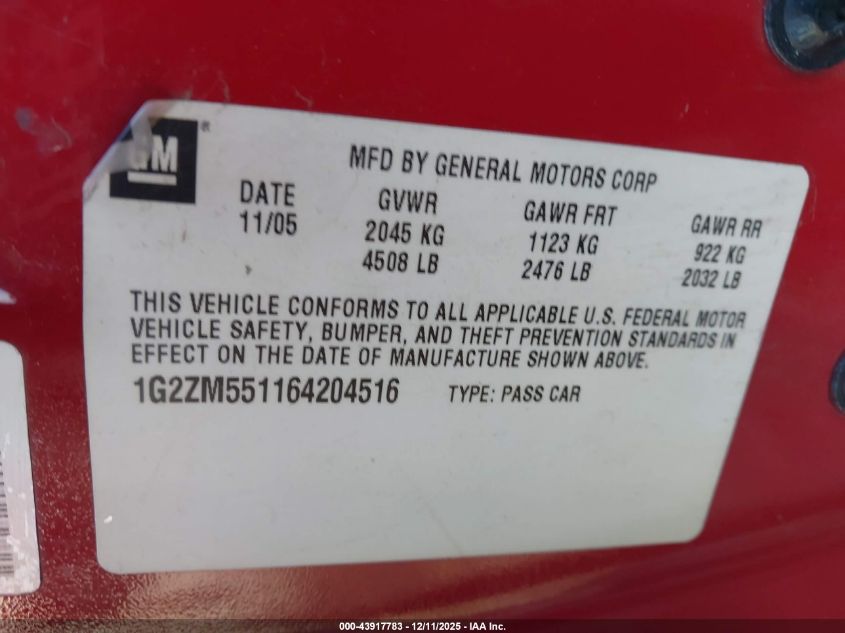 GM ®
MFD BY GENERAL MOTORS CORP
DATE GVWR GAWR FRT GAWR RR
11/05 2045 KG 1123 KG 922 KG
4508 LB 2476 LB 2032 LB
THIS VEHICLE CONFORMS TO ALL APPLICABLE U.S. FEDERAL MOTOR
VEHICLE SAFETY, BUMPER, AND THEFT PREVENTION STANDARDS IN
EFFECT ON THE DATE OF MANUFACTURE SHOWN ABOVE.
1G2ZM551164204516 TYPE: PASS CAR
000-43917783 - 12/11/2025 - IAA Inc.